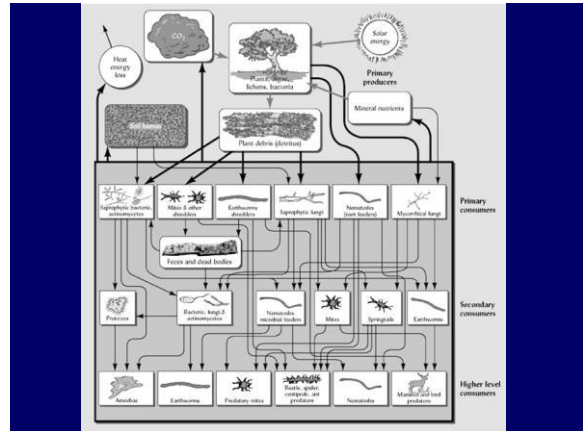 CO2
Solar
energy
Heat
energy
loss
Primary
producers
Plants, algae,
lichens, bacteria
Mineral nutrients
Soil humus
Plant debris (detritus)
Saprophytic bacteria,
actinomycetes
Mites & other
shredders
Earthworms
shredders
Saprophytic fungi
Nematodes
(root feeders)
Mycorrhizal fungi
Primary
consumers
Feces and dead bodies
Protozoa
Bacteria, fungi &
actinomycetes
Nematodes
microbial feeders
Mites
Springtails
Earthworms
Secondary
consumers
Amoebas
Earthworms
Predatory mites
Beetle, spider,
centipede, ant
predators
Nematodes
Mammals and bird
predators
Higher level
consumers